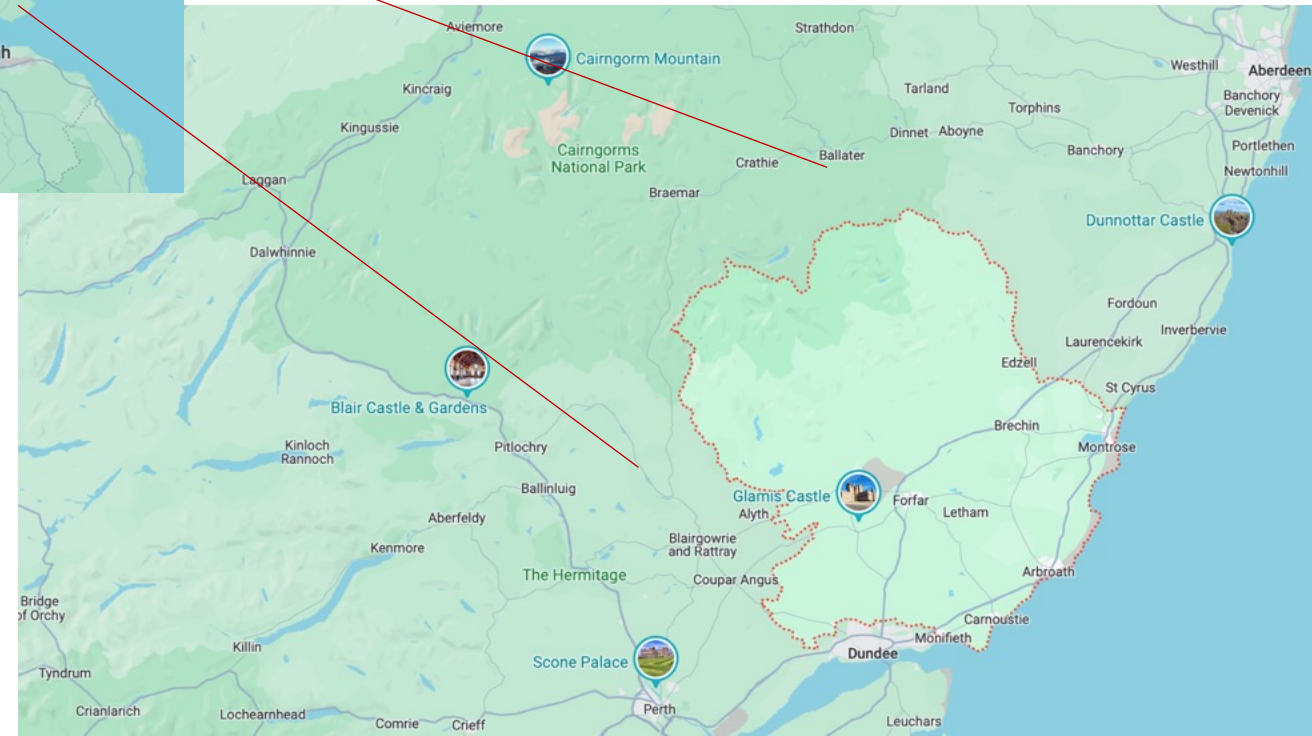 h
Aviemore
Strathdon
Cairngorm Mountain
Westhill
Aberdeen
Kincraig
Tarland
Banchory
Devenick
Torphins
Kingussie
Dinnet
Aboyne
Portlethen
Cairngorms
National Park
Crathie
Ballater
Banchory
Newtonhill
Laggan
Braemar
Dunnottar Castle
Dalwhinnie
Fordoun
Inverbervie
Laurencekirk
Edzell
St Cyrus
Blair Castle & Gardens
Brechin
Kinloch
Rannoch
Pitlochry
Montrose
Ballinluig
Glamis Castle
Forfar
Alyth
Letham
Aberfeldy
Kenmore
Blairgowrie
and Rattray
The Hermitage
Coupar Angus
Arbroath
Bridge
of Orchy
Carnoustie
Monifieth
Killin
Dundee
Scone Palace
Tyndrum
Perth
Crianlarich
Lochearnhead
Comrie
Crieff
Leuchars